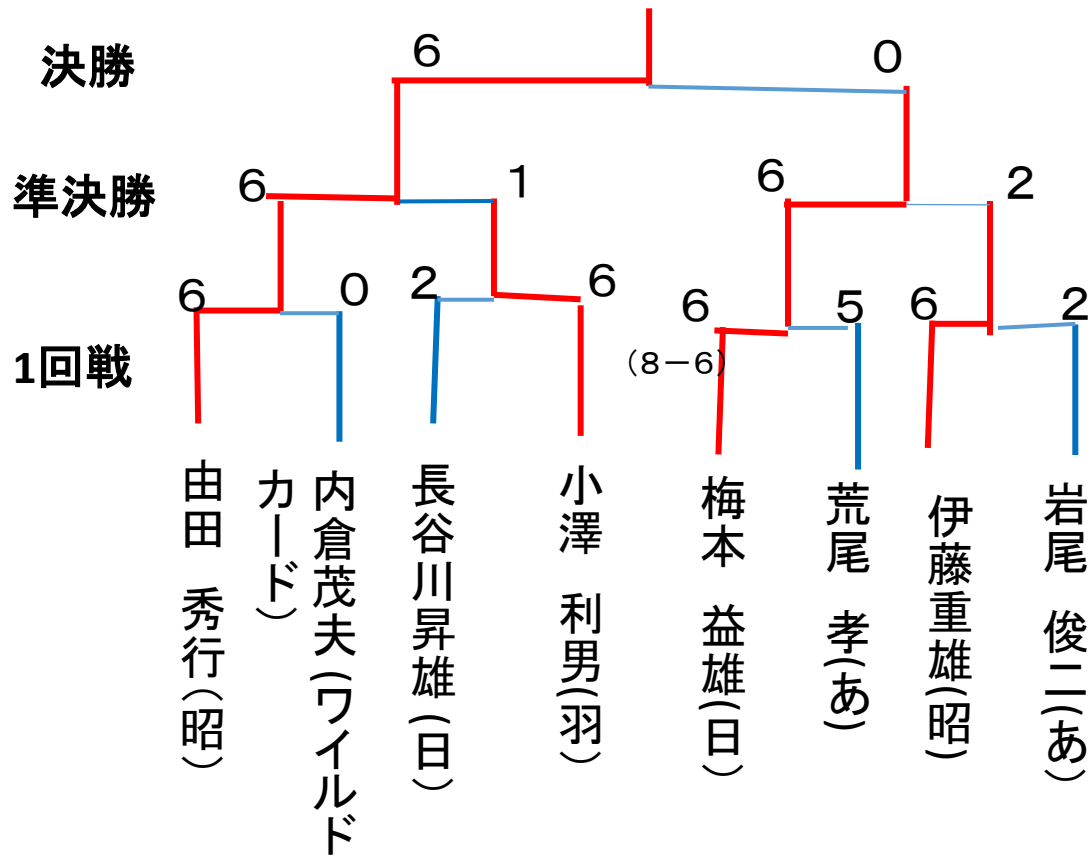 決勝
6
0
準決勝
6
1
6
2
1回戦
6
0
2
6
6
5
6
2
(8－6)
由田 秀行(昭)
内倉茂夫(ワイルド
カード)
長谷川昇雄(日)
小澤 利男(羽)
梅本 益雄(日)
荒尾 孝(あ)
伊藤重雄(昭)
岩尾 俊二(あ)